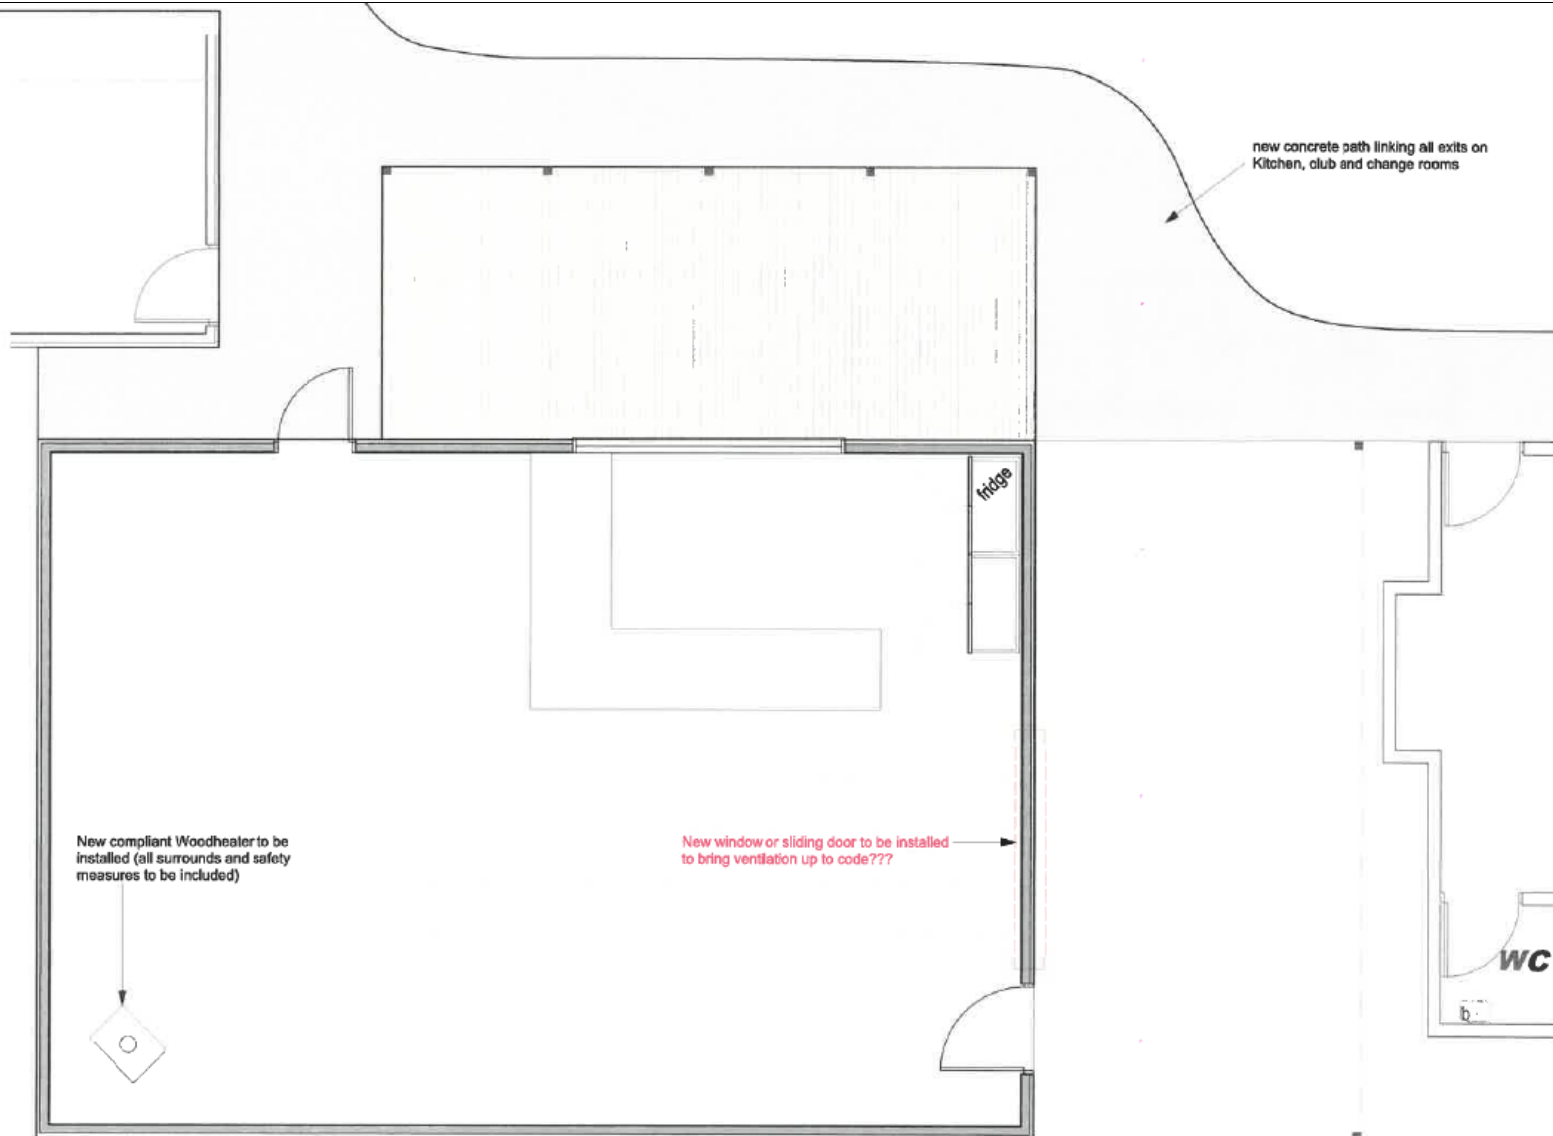 new concrete path linking all exits on
Kitchen, club and change rooms
fridge
New compliant Woodheater to be
installed (all surrounds and safety
measures to be included)
New window or sliding door to be installed
to bring ventilation up to code???
WC
b